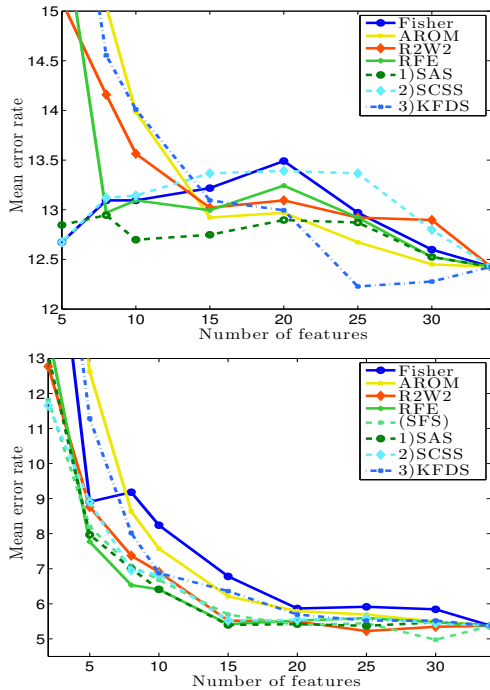 15
14.5
14
13.5
13
12.5
12
Mean error rate
5
10
15
20
25
30
Number of features
Fisher
AROM
R2W2
RFE
1)SAS
2)SCSS
3)KFDS
13
12
11
10
9
8
7
6
5
Mean error rate
5
10
15
20
25
30
Number of features
Fisher
AROM
R2W2
RFE
(SFS)
1)SAS
2)SCSS
3)KFDS